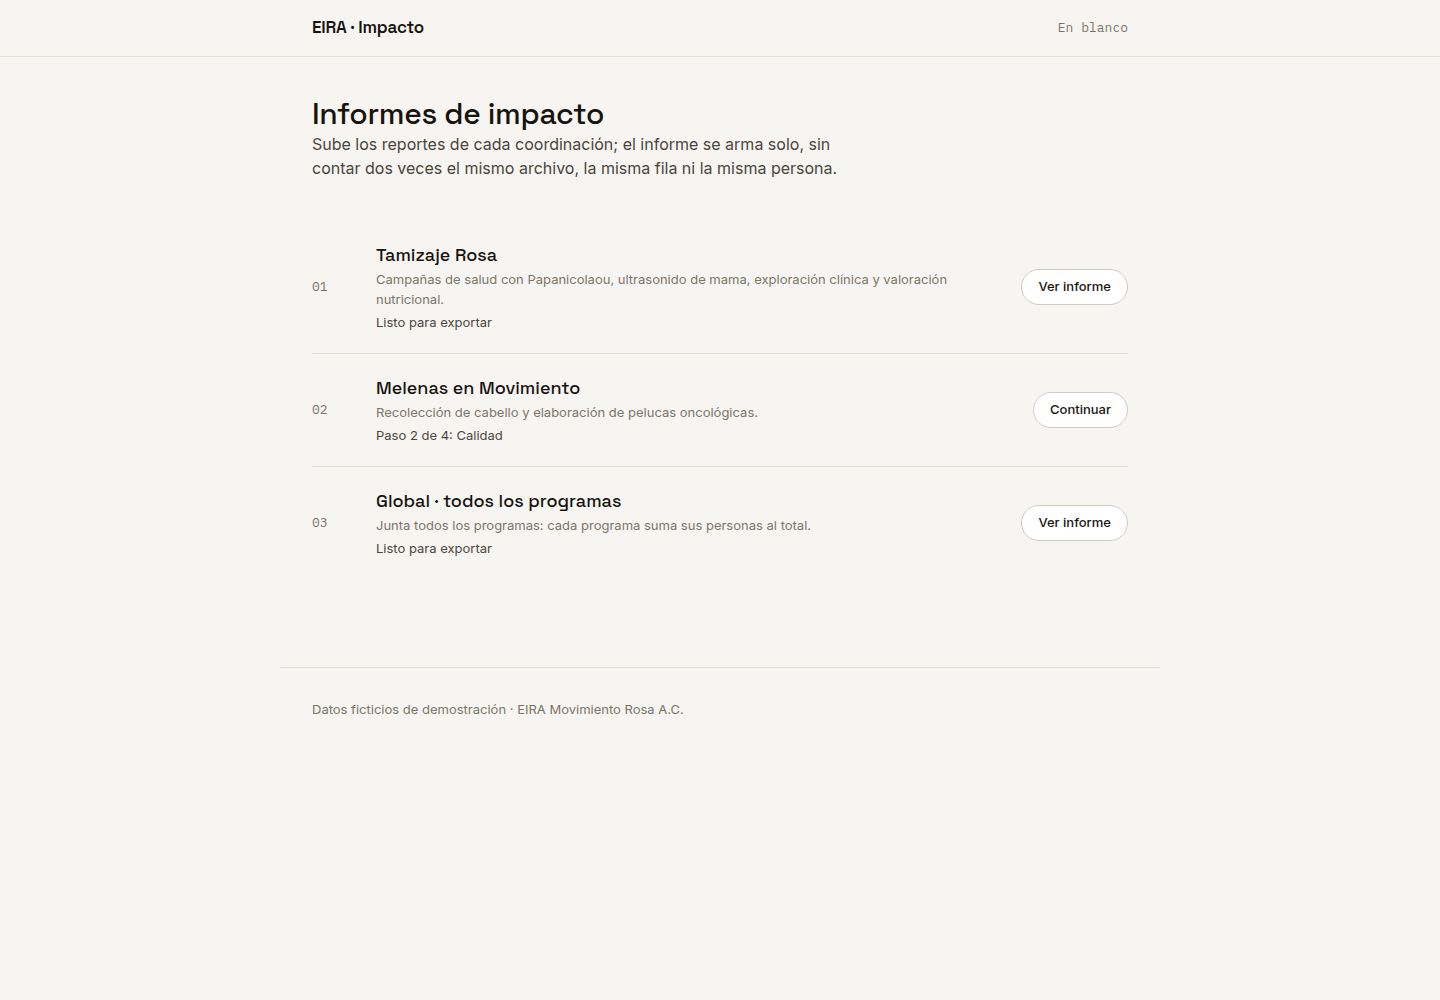 EIRA · Impacto
En blanco
Informes de impacto
Sube los reportes de cada coordinación; el informe se arma solo, sin
contar dos veces el mismo archivo, la misma fila ni la misma persona.
01
Tamizaje Rosa
Campañas de salud con Papanicolaou, ultrasonido de mama, exploración clínica y valoración
nutricional.
Listo para exportar
Ver informe
02
Melenas en Movimiento
Recolección de cabello y elaboración de pelucas oncológicas.
Paso 2 de 4: Calidad
Continuar
03
Global · todos los programas
Junta todos los programas: cada programa suma sus personas al total.
Listo para exportar
Ver informe
Datos ficticios de demostración · EIRA Movimiento Rosa A.C.